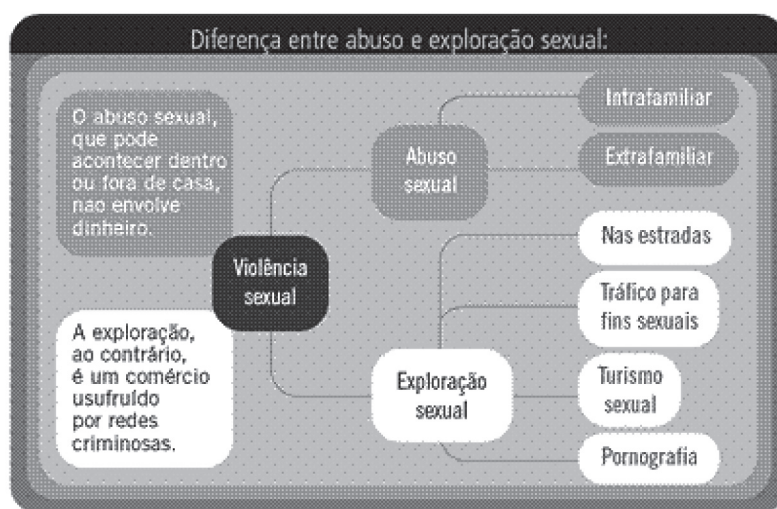 Diferença entre abuso e exploração sexual:
O abuso sexual,
que pode
acontecer dentro
ou fora de casa,
nao envolve
dinheiro.
A exploração,
ao contrário,
é um comércio
usufruído
por redes
criminosas.
Violência
sexual
Abuso
sexual
Intrafamiliar
Extrafamiliar
Exploração
sexual
Nas estradas
Tráfico para
fins sexuais
Turismo
sexual
Pornografia